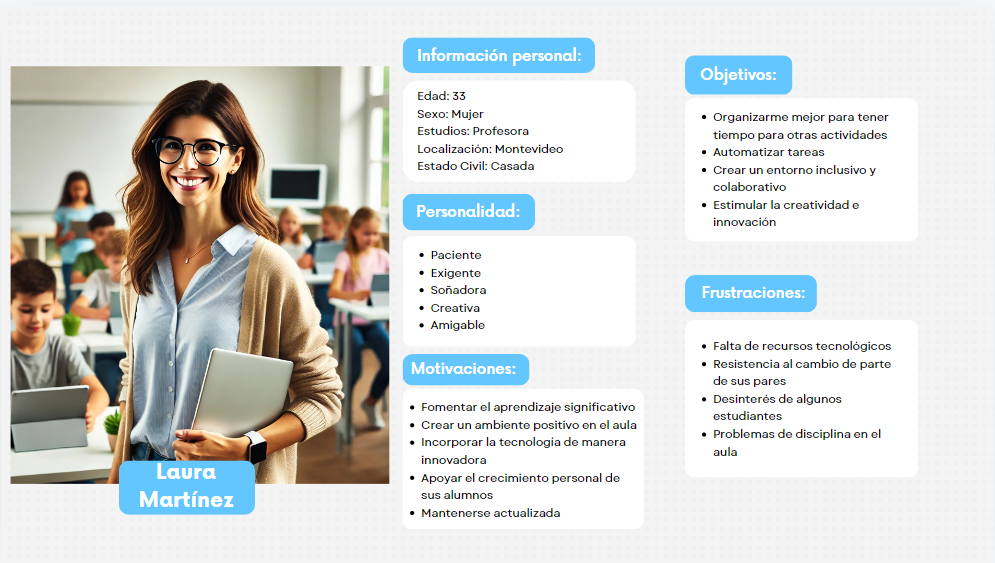 Información personal:
Edad: 33
Sexo: Mujer
Estudios: Profesora
Localización: Montevideo
Estado Civil: Casada
Personalidad:
• Paciente
• Exigente
• Soñadora
• Creativa
• Amigable
Motivaciones:
• Fomentar el aprendizaje significativo
• Crear un ambiente positivo en el aula
• Incorporar la tecnología de manera
innovadora
• Apoyar el crecimiento personal de
sus alumnos
• Mantenerse actualizada
Laura
Martínez
Objetivos:
• Organizarme mejor para tener
tiempo para otras actividades
• Automatizar tareas
• Crear un entorno inclusivo y
colaborativo
• Estimular la creatividad e
innovación
Frustraciones:
• Falta de recursos tecnológicos
• Resistencia al cambio de parte
de sus pares
• Desinterés de algunos
estudiantes
• Problemas de disciplina en el
aula